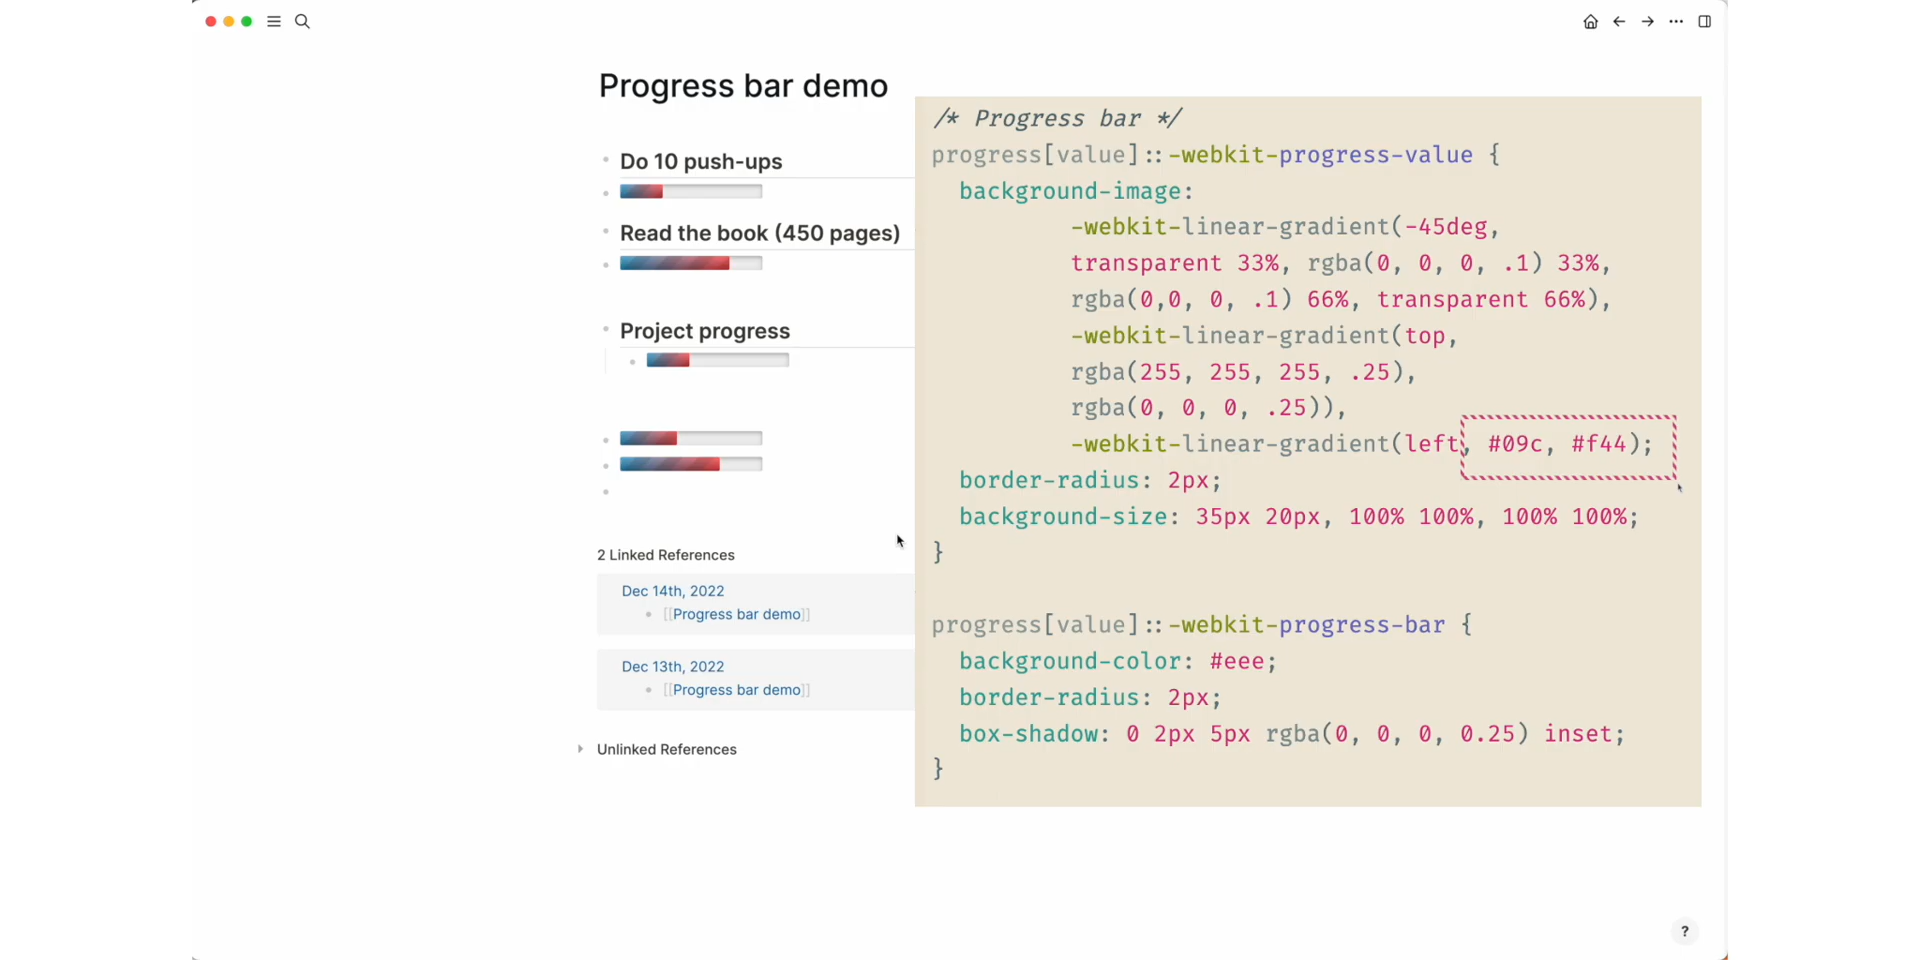 Progress bar demo
Do 10 push-ups
Read the book (450 pages)
Project progress
2 Linked References
Dec 14th, 2022
[[Progress bar demo]]
Dec 13th, 2022
[[Progress bar demo]]
Unlinked References
/* Progress bar */
progress[value]::-webkit-progress-value {
background-image:
-webkit-linear-gradient(-45deg,
transparent 33%, rgba(0, 0, 0, .1) 33%,
rgba(0,0, 0, .1) 66%, transparent 66%),
-webkit-linear-gradient(top,
rgba(255, 255, 255, .25),
rgba(0, 0, 0, .25)),
-webkit-linear-gradient(left, #09c, #f44);
border-radius: 2px;
background-size: 35px 20px, 100% 100%, 100% 100%;
}
progress[value]::-webkit-progress-bar {
background-color: #eee;
border-radius: 2px;
box-shadow: 0 2px 5px rgba(0, 0, 0, 0.25) inset;
}
?